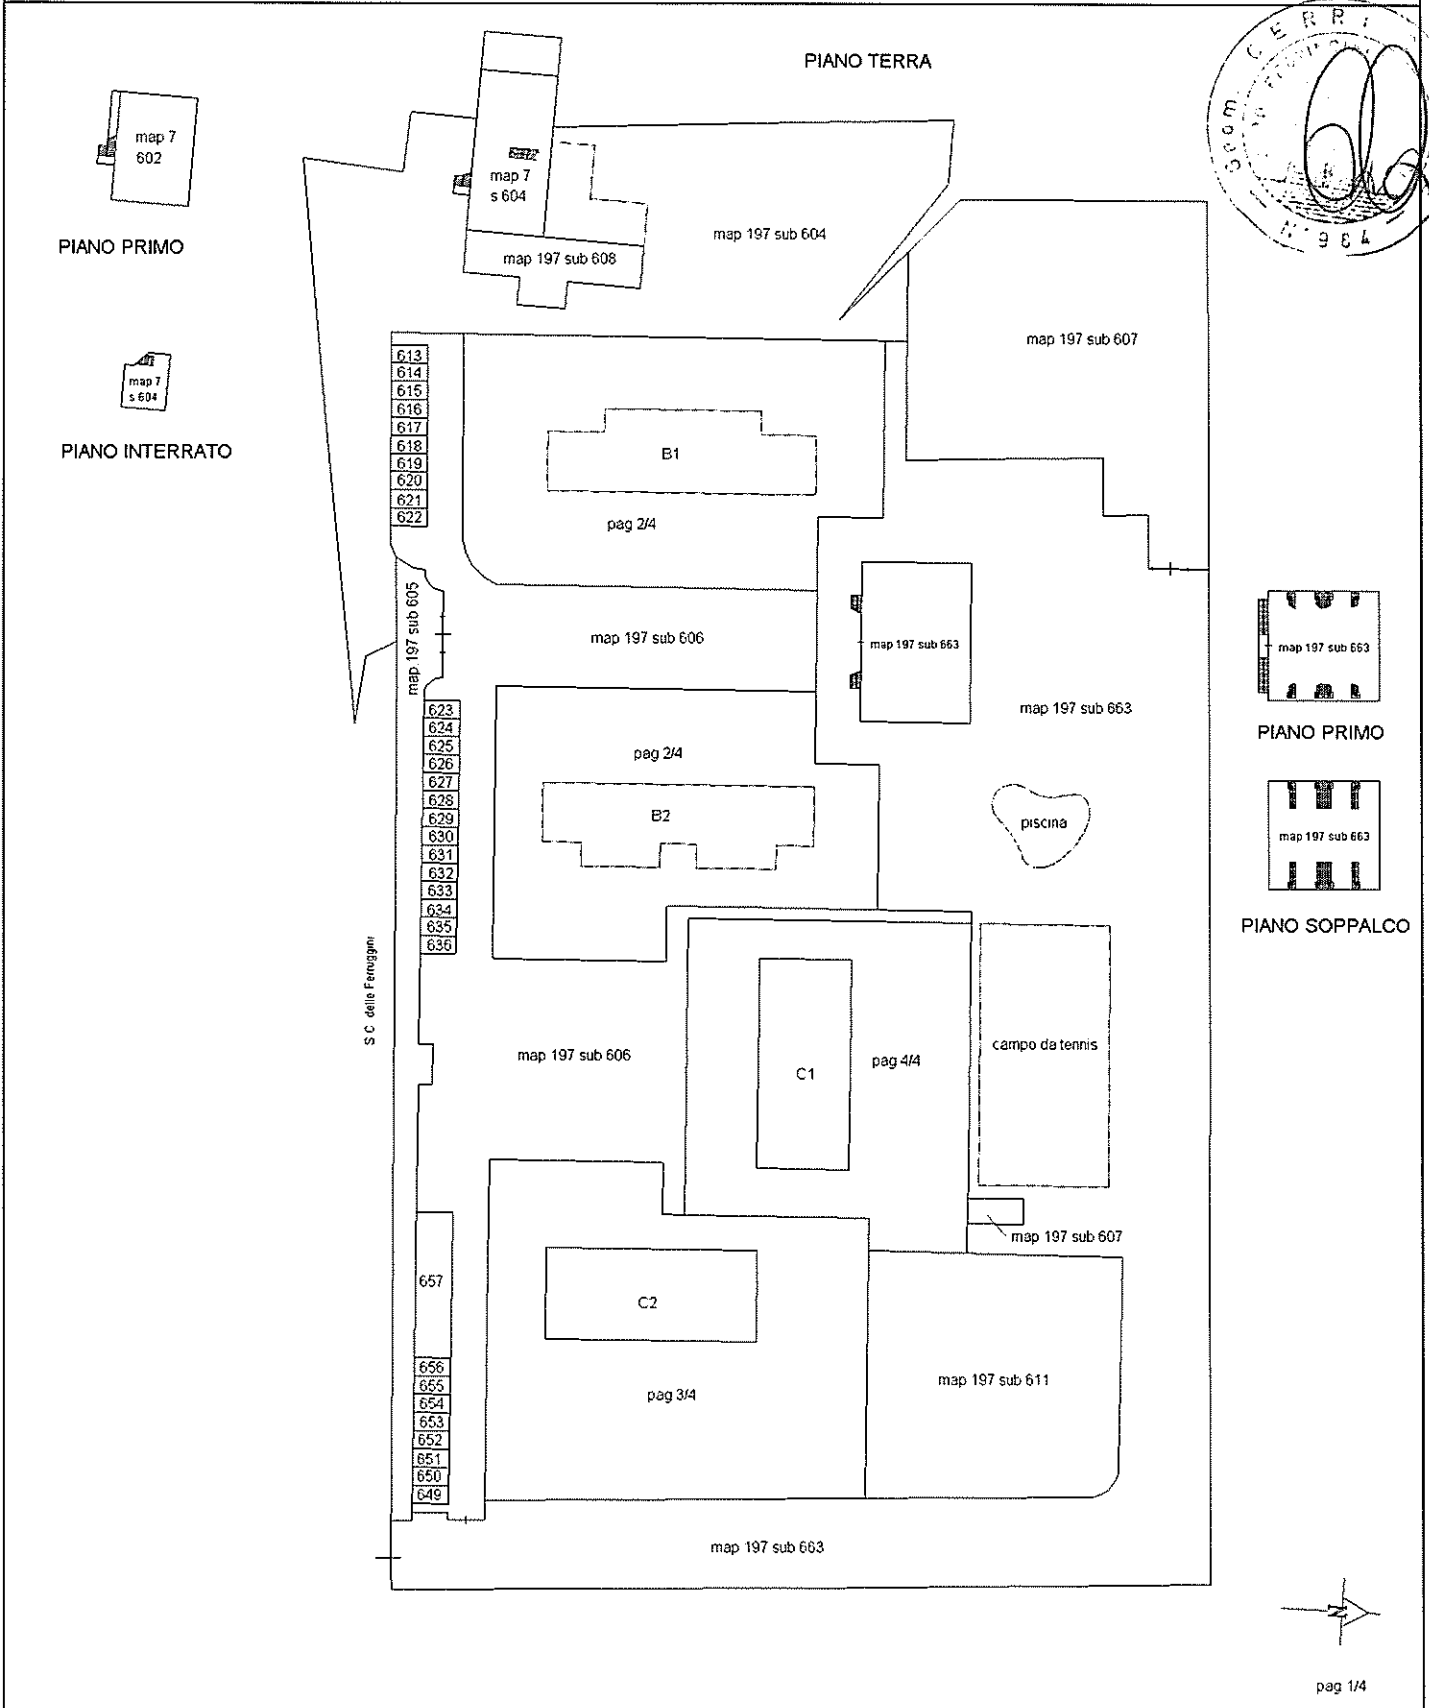 PIANO TERRA
Geom. CERRI
N° 984
map 7
602
PIANO PRIMO
map 7
s 604
map 197 sub 608
map 197 sub 604
map 197 sub 607
map 7
s 604
PIANO INTERRATO
613
614
615
616
617
618
619
620
621
622
B1
pag 2/4
map 197 sub 605
map 197 sub 606
map 197 sub 663
map 197 sub 663
map 197 sub 663
PIANO PRIMO
623
624
625
626
627
628
629
630
631
632
633
634
635
636
pag 2/4
B2
piscina
map 197 sub 663
PIANO SOPPALCO
S C delle Ferruggini
map 197 sub 606
C1
pag 4/4
campo da tennis
map 197 sub 607
657
C2
656
655
654
653
652
651
650
649
pag 3/4
map 197 sub 611
map 197 sub 663
N
pag 1/4